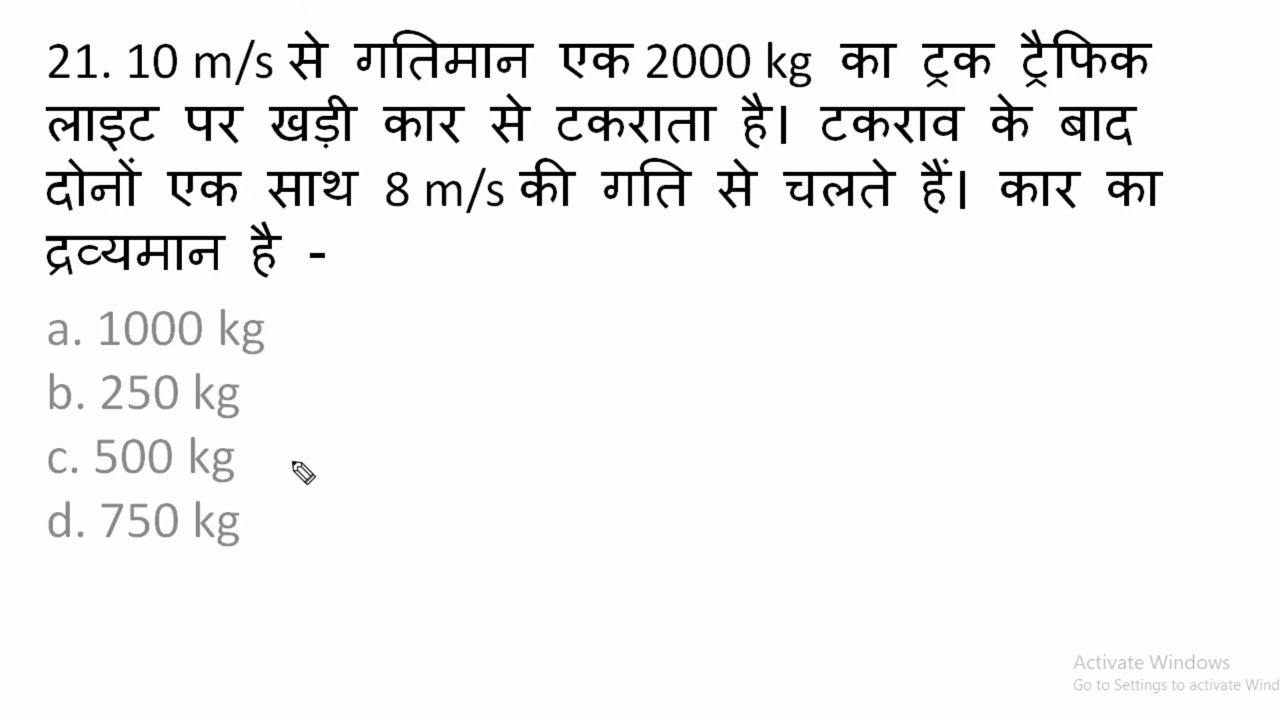 21. 10 m/s से गतिमान एक 2000 kg का ट्रक ट्रैफिक
लाइट पर खड़ी कार से टकराता है। टकराव के बाद
दोनों एक साथ 8 m/s की गति से चलते हैं। कार का
द्रव्यमान है -
a. 1000 kg
b. 250 kg
c. 500 kg
d. 750 kg
Activate Windows
Go to Settings to activate Wind